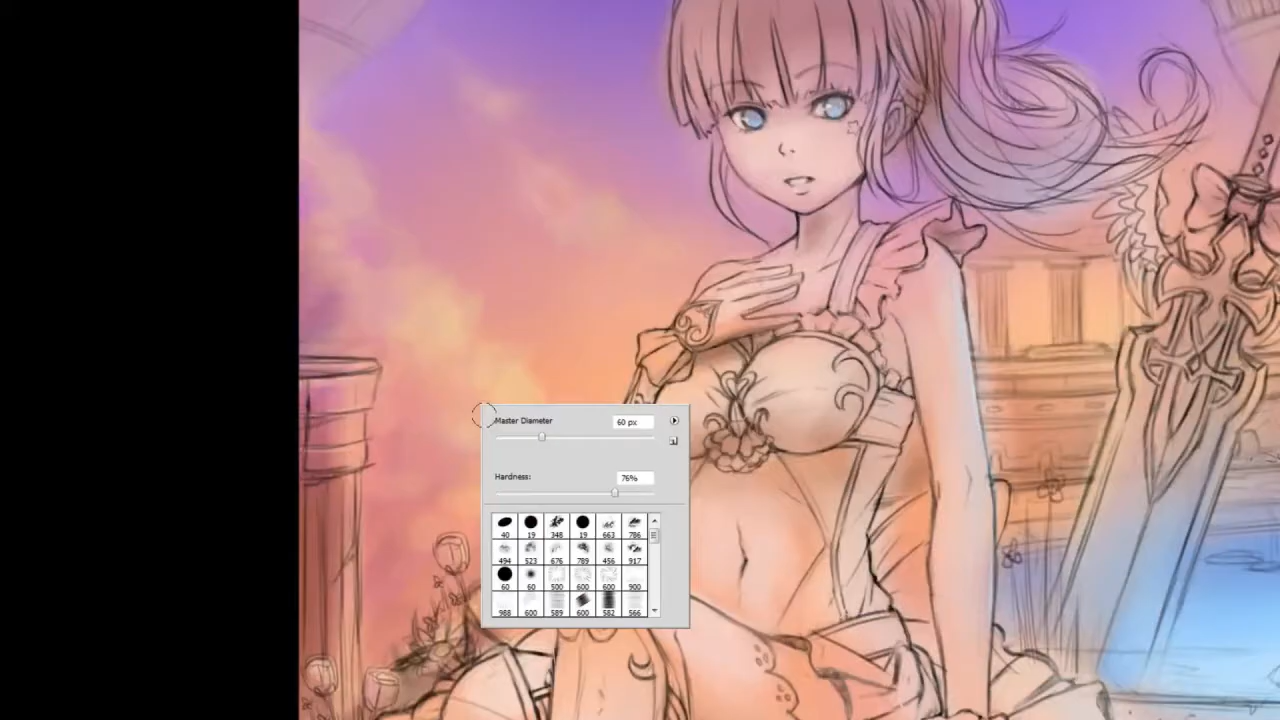 Master Diameter 60 px
Hardness: 76%
40 19 348 19 663 786
494 523 676 789 456 917
60 60 500 600 600 900
988 600 589 600 582 566